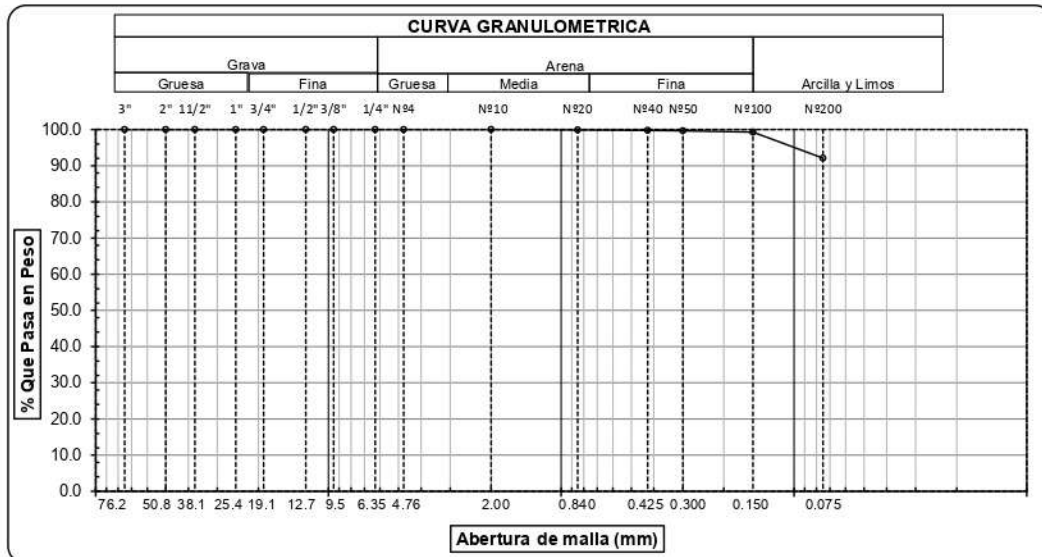 CURVA GRANULOMETRICA
Grava Arena
Gruesa Fina Gruesa Media Fina Arcilla y Limos
3" 2" 11/2" 1" 3/4" 1/2" 3/8" 1/4" Nº4 Nº10 Nº20 Nº40 Nº50 Nº100 Nº200
100.0
90.0
80.0
70.0
60.0
50.0
40.0
30.0
20.0
10.0
0.0
% Que Pasa en Peso
76.2 50.8 38.1 25.4 19.1 12.7 9.5 6.35 4.76 2.00 0.840 0.425 0.300 0.150 0.075
Abertura de malla (mm)